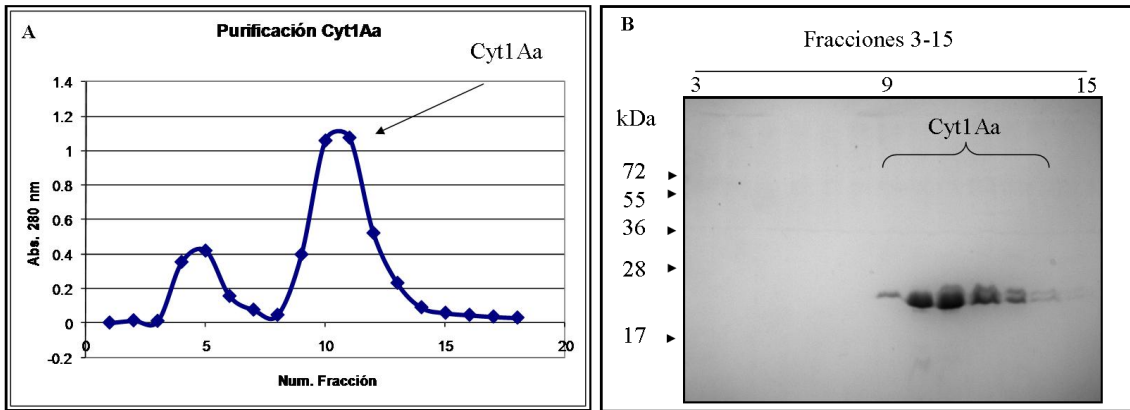 A
Purificación Cyt1Aa
Cyt1Aa
1.4
1.2
1
0.8
0.6
0.4
0.2
0
-0.2
Abs. 280 nm
0 5 10 15 20
Num. Fracción
B
Fracciones 3-15
3 9 15
kDa
Cyt1Aa
72
55
36
28
17